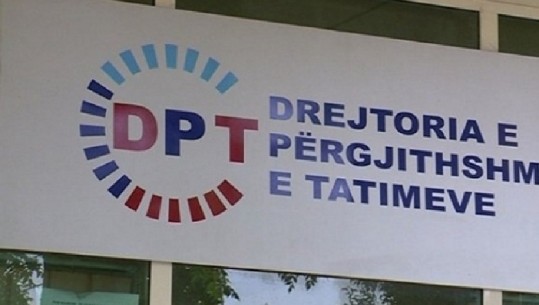 DPT
DREJTORIA E
PËRGJITHSHM
E TATIMEVE